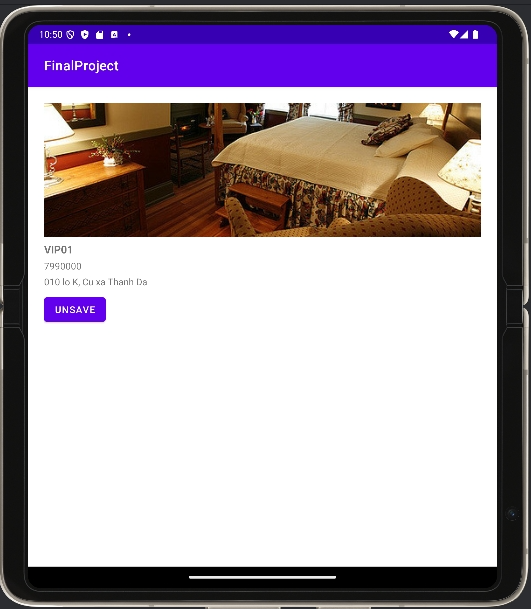 10:50
FinalProject
VIP01
7990000
010 lo K, Cu xa Thanh Da
UNSAVE